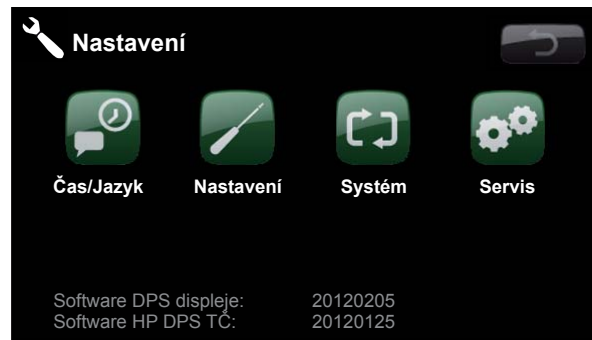 Nastavení
Čas/Jazyk Nastavení Systém Servis
Software DPS displeje: 20120205
Software HP DPS TČ: 20120125